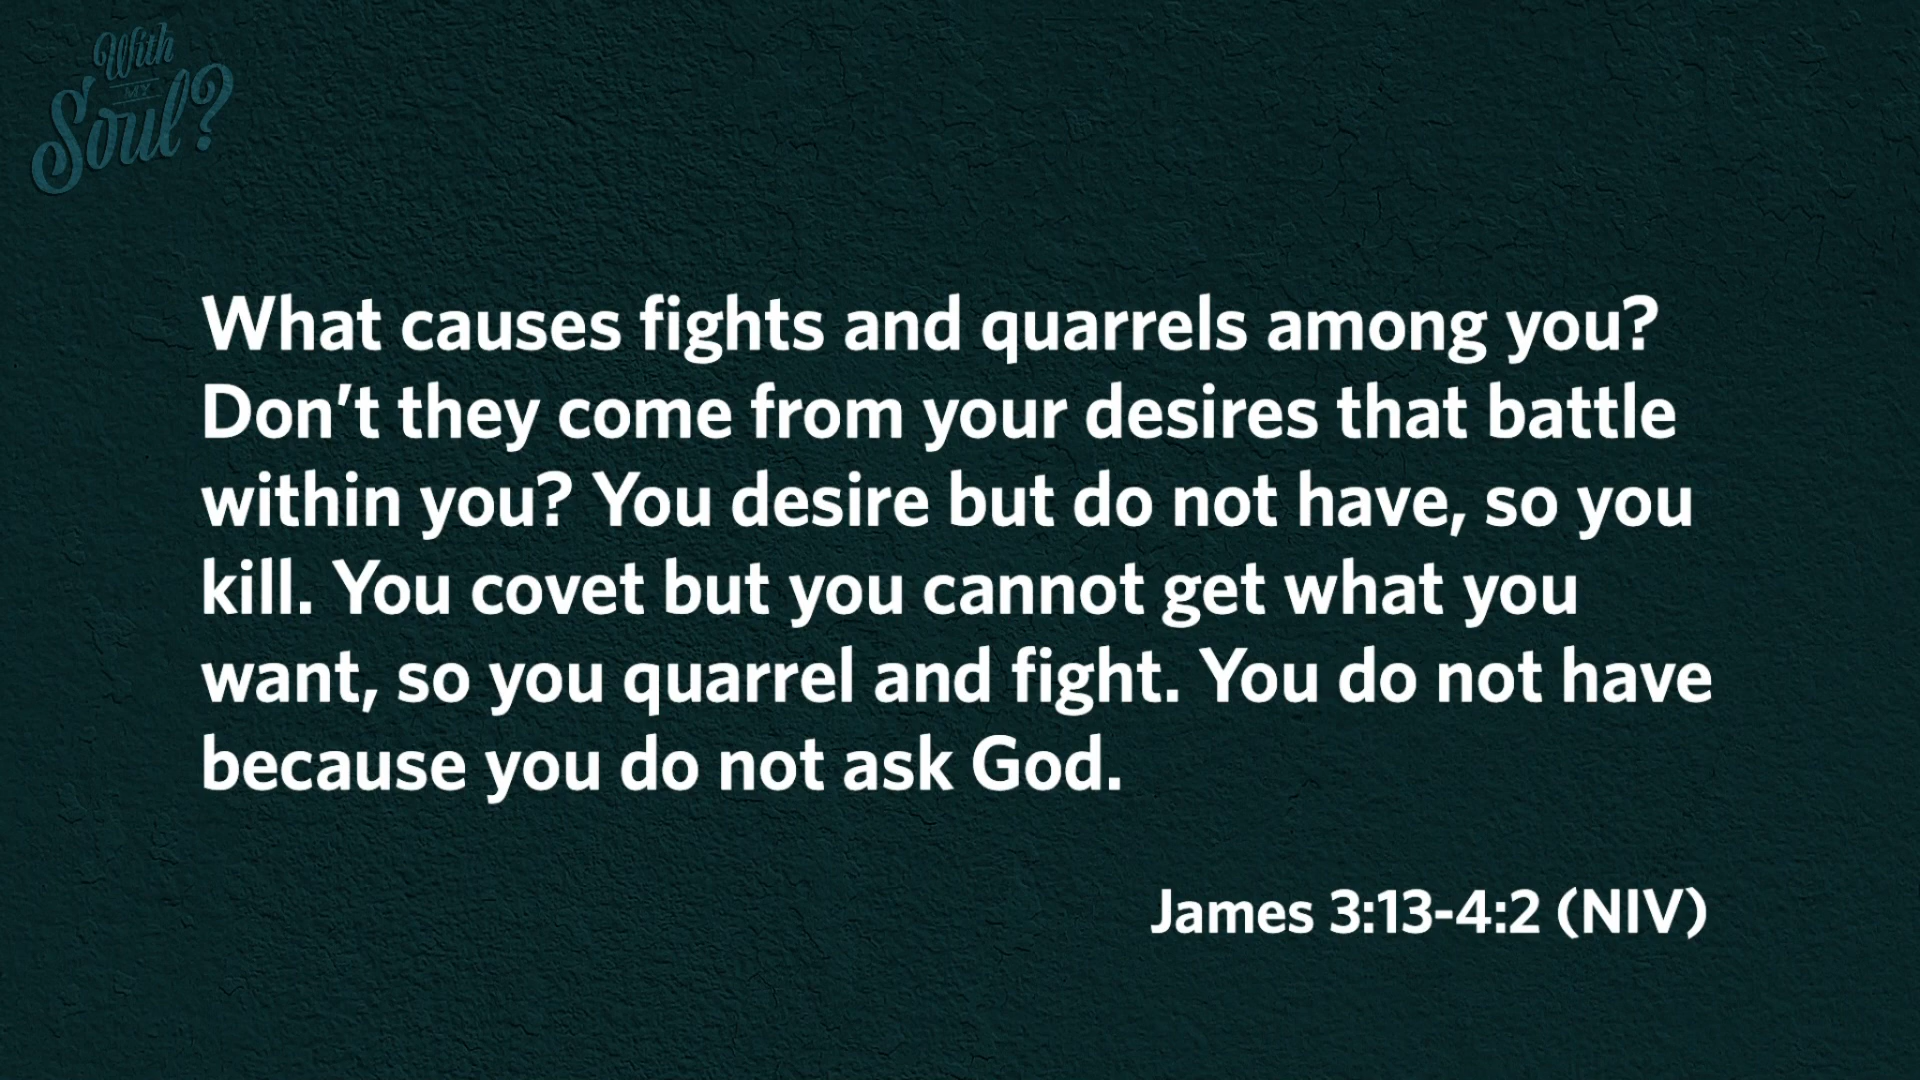 With
MY
Soul?
What causes fights and quarrels among you?
Don’t they come from your desires that battle
within you? You desire but do not have, so you
kill. You covet but you cannot get what you
want, so you quarrel and fight. You do not have
because you do not ask God.
James 3:13-4:2 (NIV)